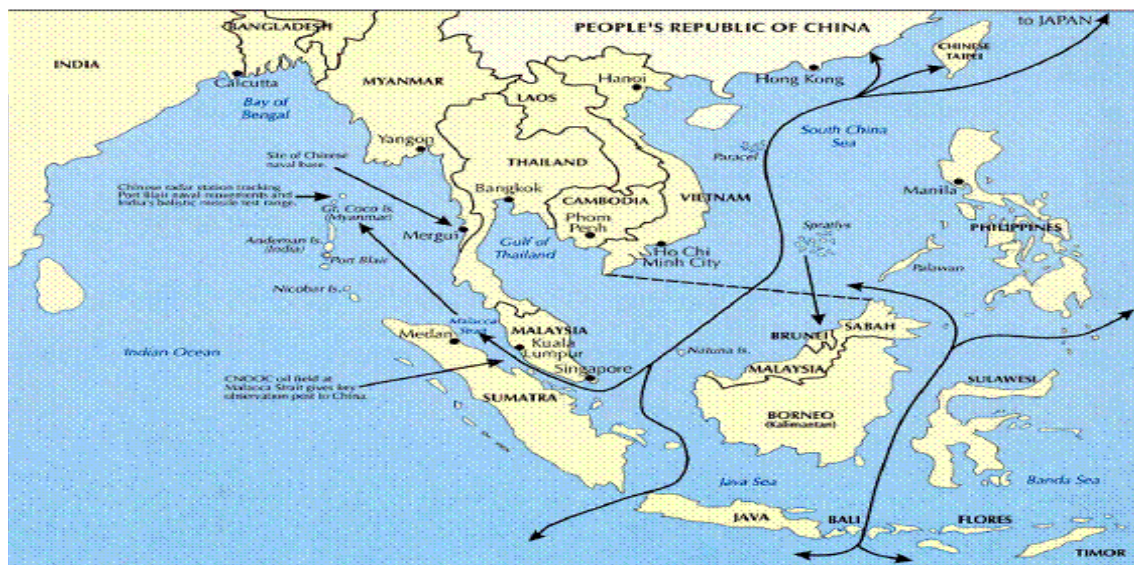 to JAPAN
PEOPLE'S REPUBLIC OF CHINA
BANGLADESH
CHINESE
TAIPEI
INDIA
Calcutta
MYANMAR
Hanoi
Hong Kong
LAOS
Bay of
Bengal
South China
Sea
Yangon
Site of Chinese
naval base.
Paracel
THAILAND
Chinese radar station tracking
Port Blair naval movements and
India's ballistic missile test range.
Bangkok
VIETNAM
Manila
CAMBODIA
Gt. Coco Is.
(Myanmar)
Phom
Peph
Mergui
Spratlys
PHILIPPINES
Andeman Is.
(India)
Gulf of
Thailand
Ho Chi
Minh City
Port Blair
Palawan
Nicobar Is.
Malacca
Strait
MALAYSIA
SABAH
Medan
BRUNEI
Kuala
Lumpur
Natuna Is.
Indian Ocean
MALAYSIA
Singapore
CNOOC oil field at
Malacca Strait gives key
observation post to China.
SULAWESI
SUMATRA
BORNEO
(Kalimantan)
Java Sea
Banda Sea
JAVA
BALI
FLORES
TIMOR